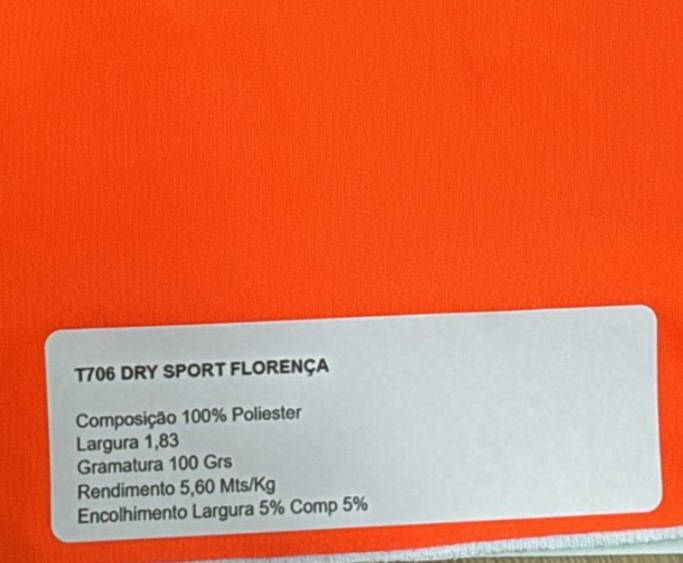 T706 DRY SPORT FLORENÇA
Composição 100% Poliester
Largura 1,83
Gramatura 100 Grs
Rendimento 5,60 Mts/Kg
Encolhimento Largura 5% Comp 5%